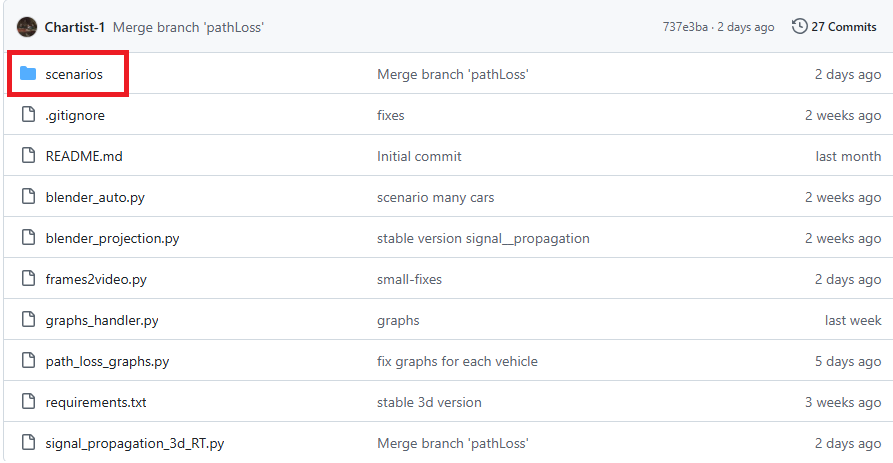 Chartist-1 Merge branch 'pathLoss' 737e3ba · 2 days ago 27 Commits
scenarios Merge branch 'pathLoss' 2 days ago
.gitignore fixes 2 weeks ago
README.md Initial commit last month
blender_auto.py scenario many cars 2 weeks ago
blender_projection.py stable version signal__propagation 2 weeks ago
frames2video.py small-fixes 2 days ago
graphs_handler.py graphs last week
path_loss_graphs.py fix graphs for each vehicle 5 days ago
requirements.txt stable 3d version 3 weeks ago
signal_propagation_3d_RT.py Merge branch 'pathLoss' 2 days ago